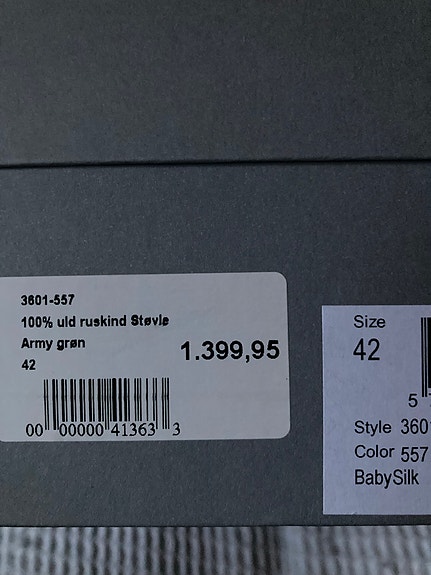 3601-557
100% uld ruskind Støvle
Army grøn
42
1.399,95
00 00000 41363 3
Size
42
5
Style 360
Color 557
BabySilk